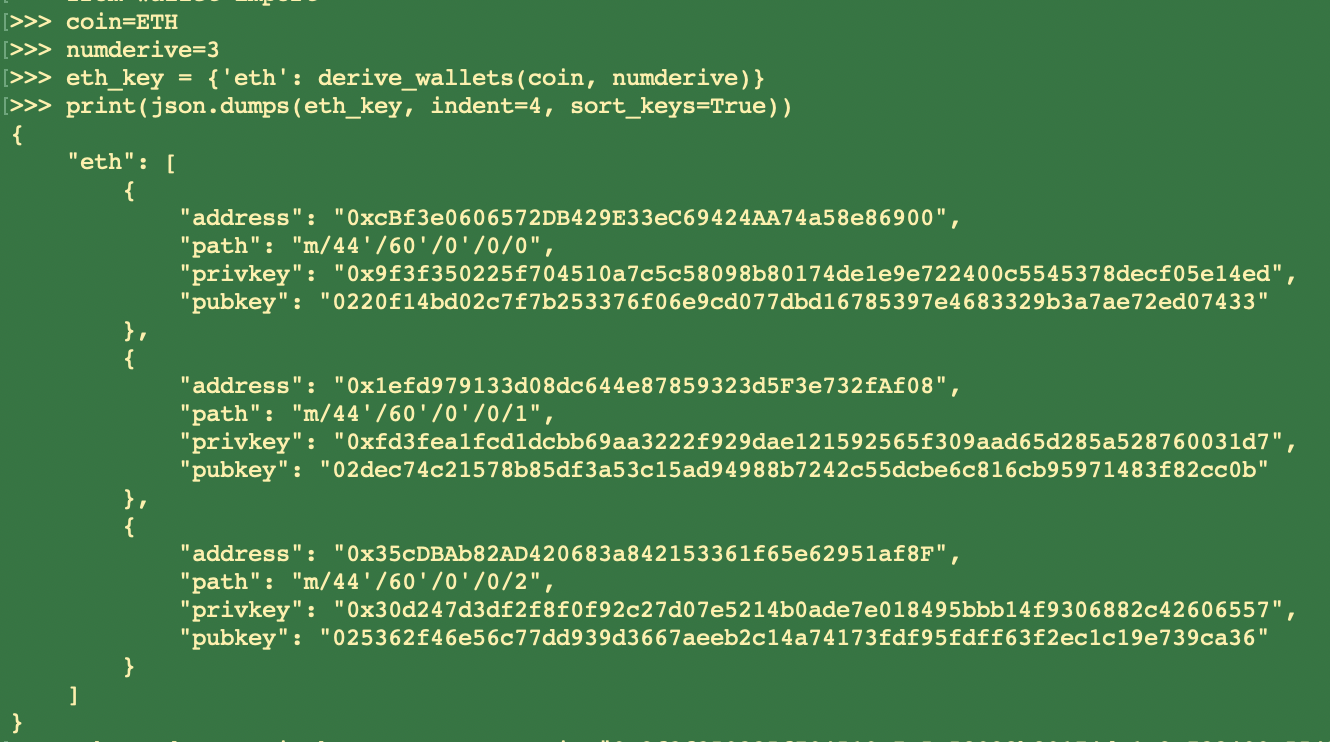 >>> coin=ETH
>>> numderive=3
>>> eth_key = {'eth': derive_wallets(coin, numderive)}
>>> print(json.dumps(eth_key, indent=4, sort_keys=True))
{
    "eth": [
        {
            "address": "0xcBf3e0606572DB429E33eC69424AA74a58e86900",
            "path": "m/44'/60'/0'/0/0",
            "privkey": "0x9f3f350225f704510a7c5c58098b80174de1e9e722400c5545378decf05e14ed",
            "pubkey": "0220f14bd02c7f7b253376f06e9cd077dbd16785397e4683329b3a7ae72ed07433"
        },
        {
            "address": "0x1efd979133d08dc644e87859323d5F3e732fAf08",
            "path": "m/44'/60'/0'/0/1",
            "privkey": "0xfd3fea1fcd1dcbb69aa3222f929dae121592565f309aad65d285a528760031d7",
            "pubkey": "02dec74c21578b85df3a53c15ad94988b7242c55dcbe6c816cb95971483f82cc0b"
        },
        {
            "address": "0x35cDBAb82AD420683a842153361f65e62951af8F",
            "path": "m/44'/60'/0'/0/2",
            "privkey": "0x30d247d3df2f8f0f92c27d07e5214b0ade7e018495bbb14f9306882c42606557",
            "pubkey": "025362f46e56c77dd939d3667aeeb2c14a74173fdf95fdff63f2ec1c19e739ca36"
        }
    ]
}